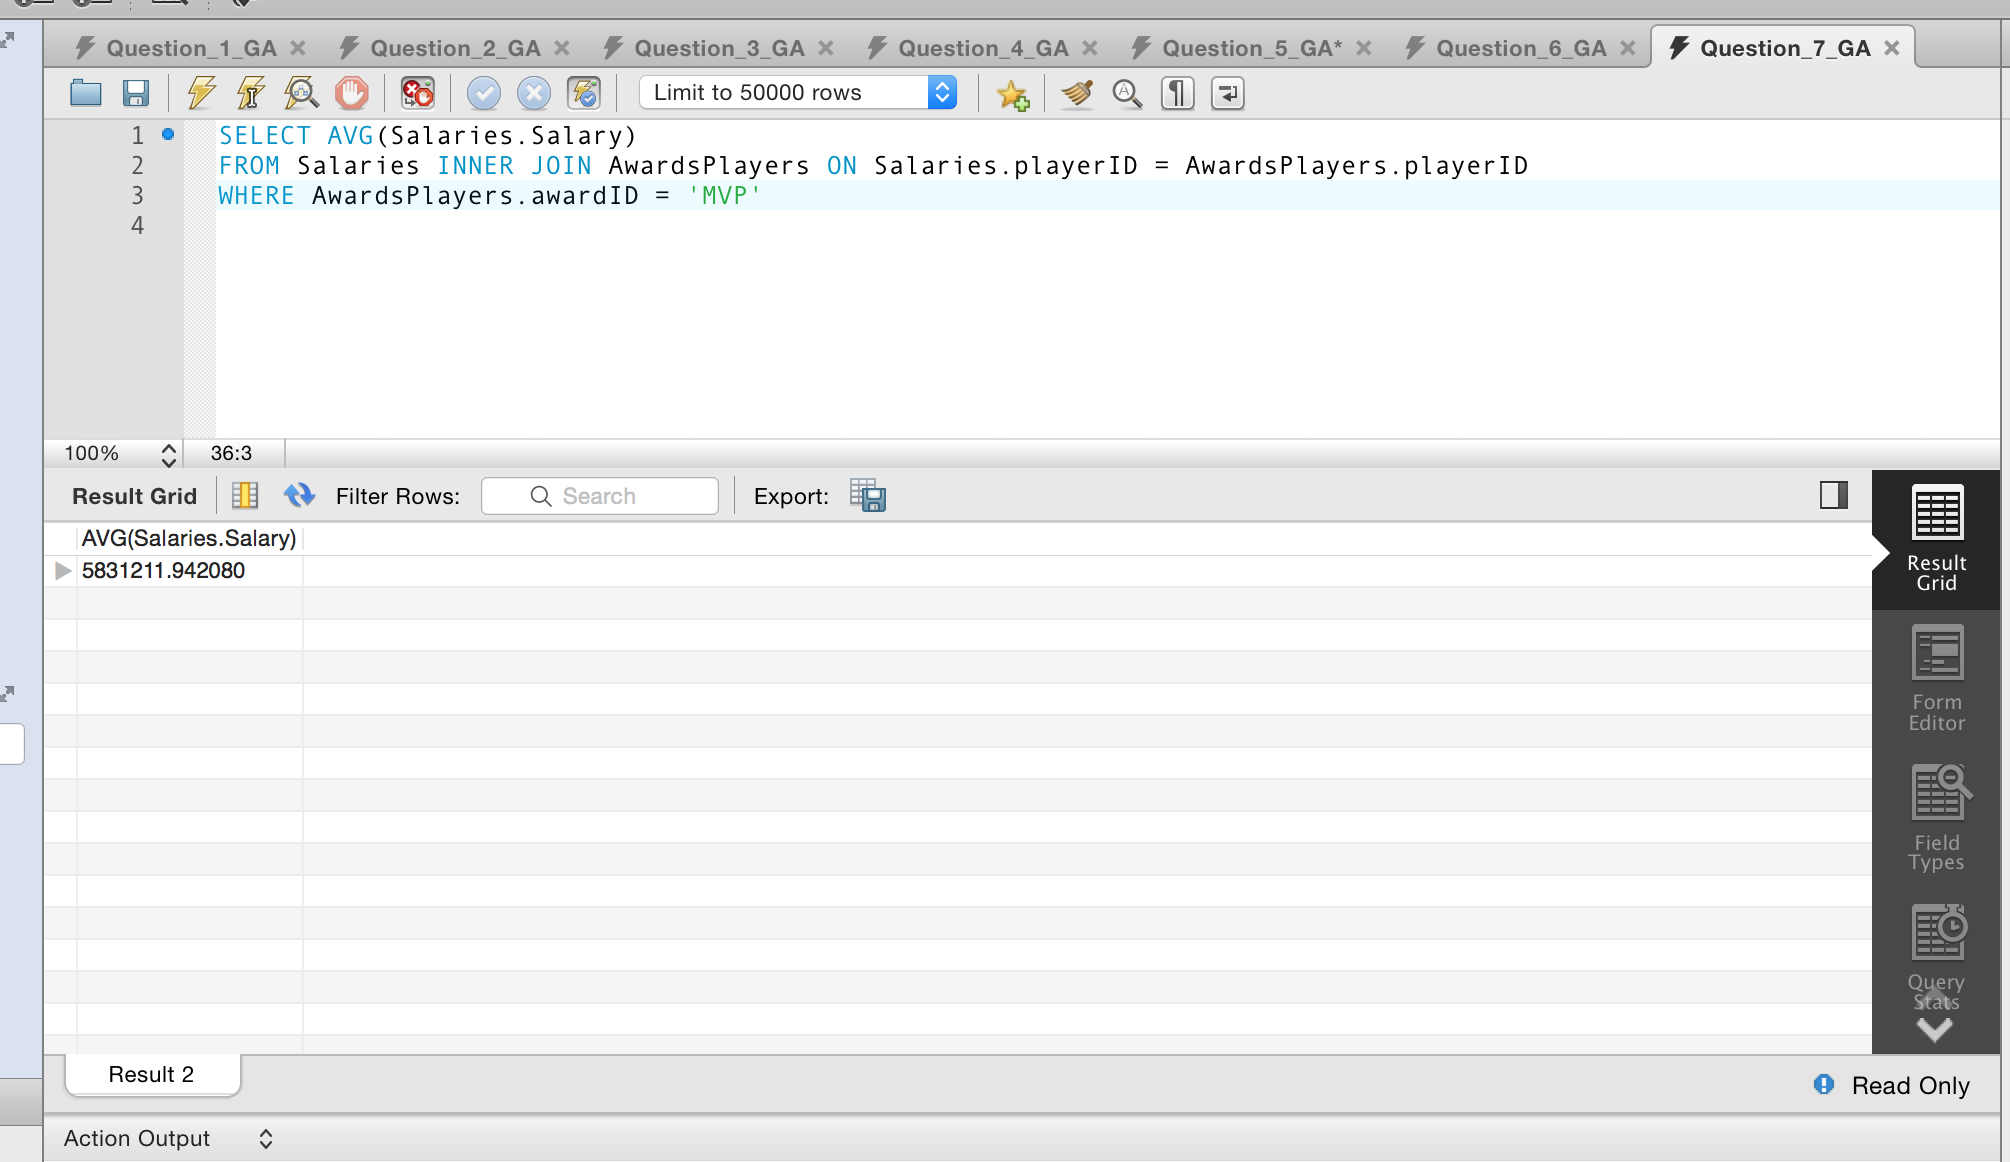 Question_1_GA Question_2_GA Question_3_GA Question_4_GA Question_5_GA* Question_6_GA Question_7_GA
Limit to 50000 rows
1 SELECT AVG(Salaries.Salary)
2 FROM Salaries INNER JOIN AwardsPlayers ON Salaries.playerID = AwardsPlayers.playerID
3 WHERE AwardsPlayers.awardID = 'MVP'
4
100% 36:3
Result Grid Filter Rows: Search Export:
AVG(Salaries.Salary)
5831211.942080
Result
Grid
Form
Editor
Field
Types
Query
Stats
Result 2
Read Only
Action Output